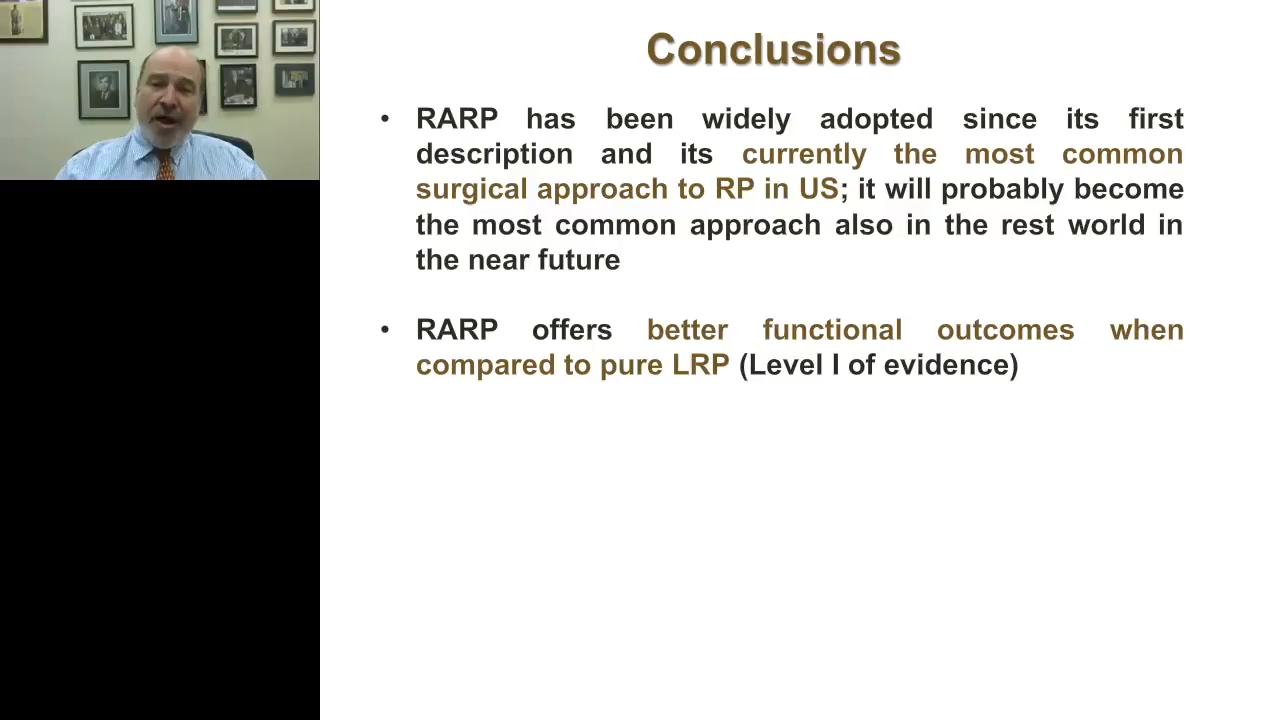 Conclusions
• RARP has been widely adopted since its first
description and its currently the most common
surgical approach to RP in US; it will probably become
the most common approach also in the rest world in
the near future
• RARP offers better functional outcomes when
compared to pure LRP (Level I of evidence)